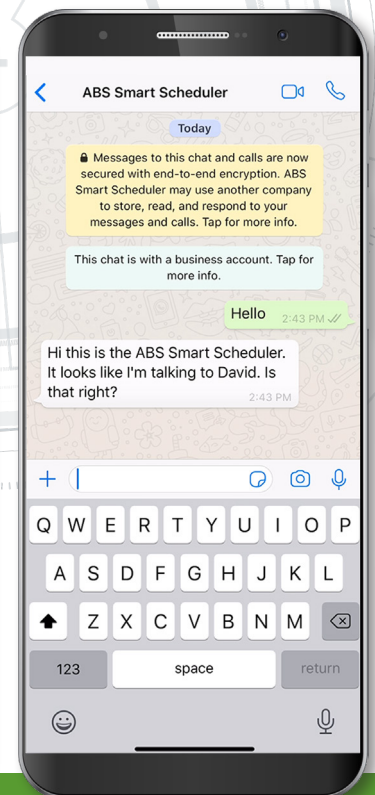 ABS Smart Scheduler
Today
Messages to this chat and calls are now
secured with end-to-end encryption. ABS
Smart Scheduler may use another company
to store, read, and respond to your
messages and calls. Tap for more info.
This chat is with a business account. Tap for
more info.
Hello 2:43 PM
Hi this is the ABS Smart Scheduler.
It looks like I'm talking to David. Is
that right?
2:43 PM
Q W E R T Y U I O P
A S D F G H J K L
Z X C V B N M
123 space return